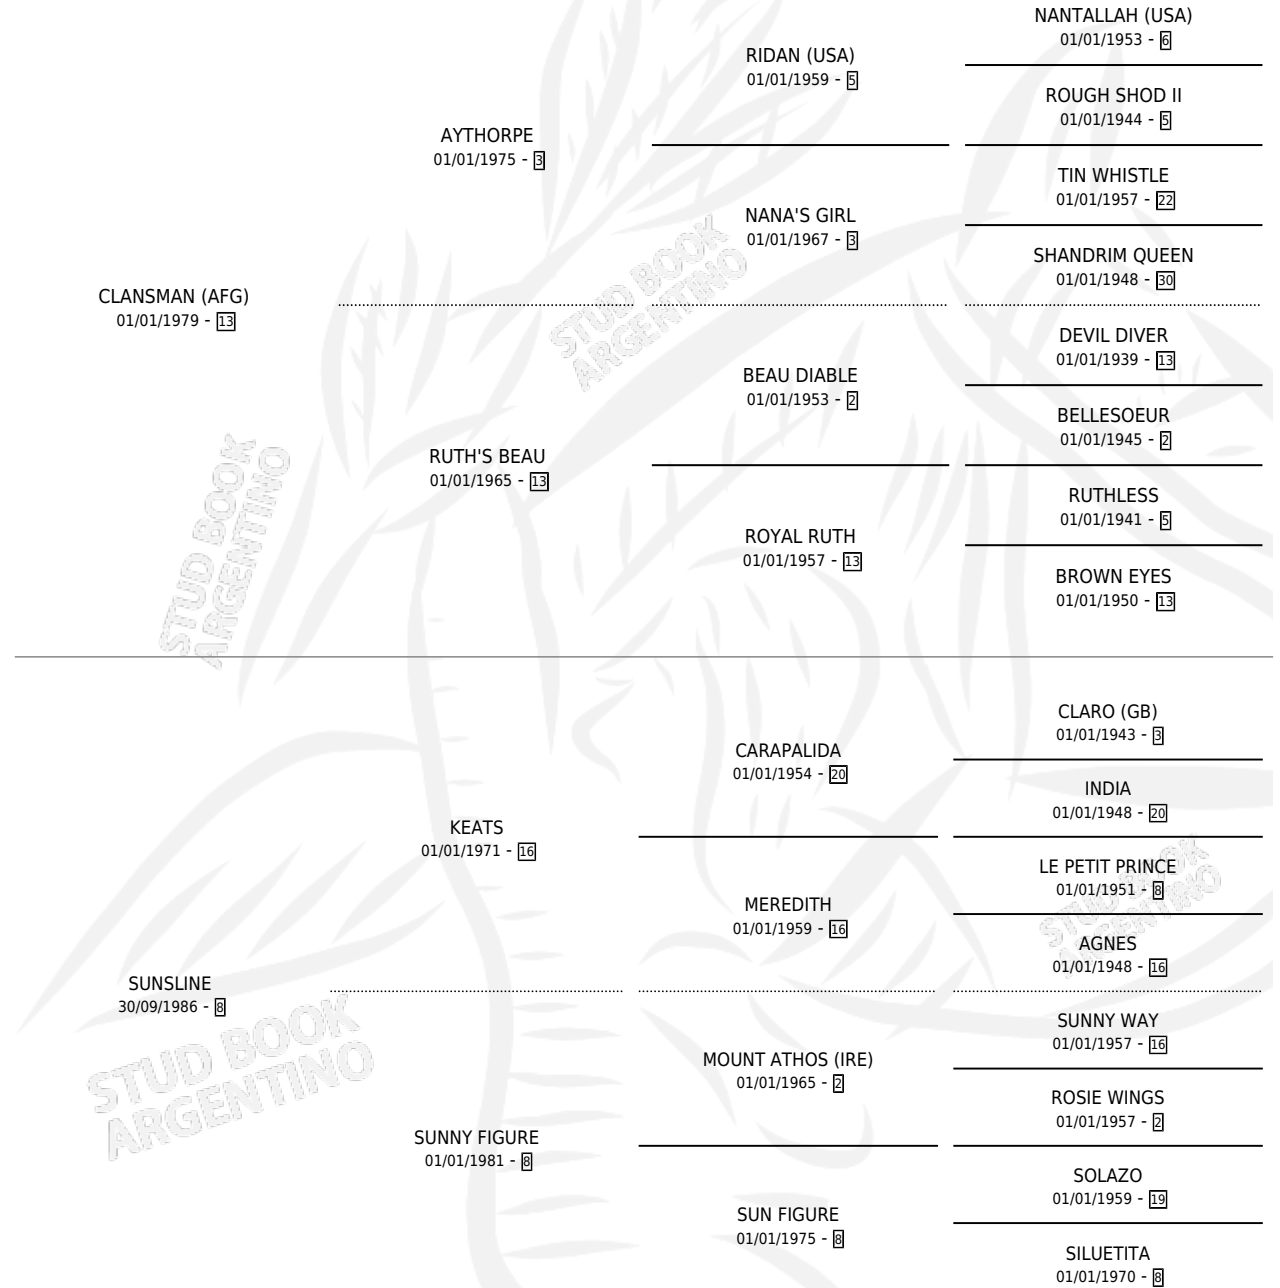 NANTALLAH (USA)
01/01/1953 - 6
RIDAN (USA)
01/01/1959 - 5
ROUGH SHOD II
01/01/1944 - 5
AYTHORPE
01/01/1975 - 3
TIN WHISTLE
01/01/1957 - 22
NANA'S GIRL
01/01/1967 - 3
SHANDRIM QUEEN
01/01/1948 - 30
CLANSMAN (AFG)
01/01/1979 - 13
DEVIL DIVER
01/01/1939 - 13
BEAU DIABLE
01/01/1953 - 2
BELLESOEUR
01/01/1945 - 2
RUTH'S BEAU
01/01/1965 - 13
RUTHLESS
01/01/1941 - 5
ROYAL RUTH
01/01/1957 - 13
BROWN EYES
01/01/1950 - 13
CLARO (GB)
01/01/1943 - 3
CARAPALIDA
01/01/1954 - 20
INDIA
01/01/1948 - 20
KEATS
01/01/1971 - 16
LE PETIT PRINCE
01/01/1951 - 8
MEREDITH
01/01/1959 - 16
AGNES
01/01/1948 - 16
SUNSLINE
30/09/1986 - 8
SUNNY WAY
01/01/1957 - 16
MOUNT ATHOS (IRE)
01/01/1965 - 2
ROSIE WINGS
01/01/1957 - 2
SUNNY FIGURE
01/01/1981 - 8
SOLAZO
01/01/1959 - 19
SUN FIGURE
01/01/1975 - 8
SILUETITA
01/01/1970 - 8
STUD BOOK
ARGENTINO
STUD BOOK
ARGENTINO
STUD BOOK
ARGENTINO
STUD BOOK
ARGENTINO